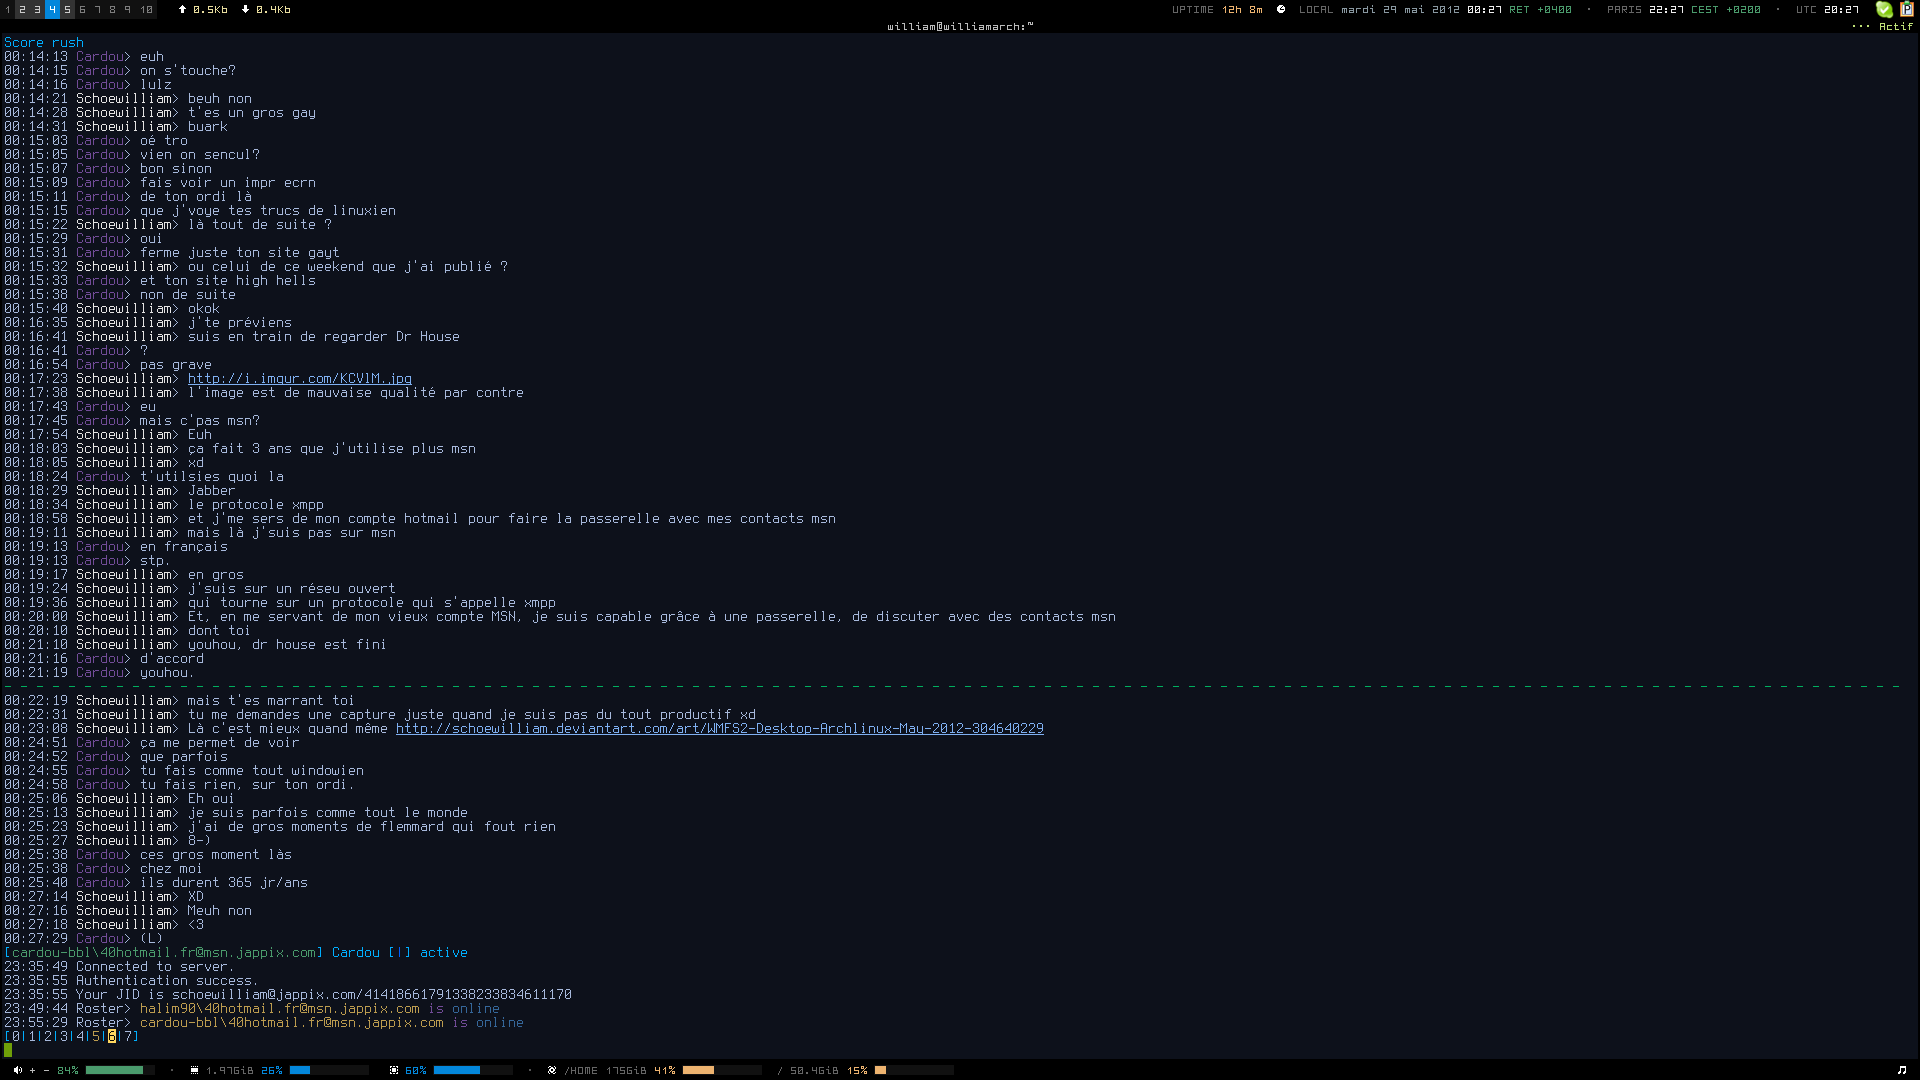 1 2 3 4 5 6 7 8 9 10 0.5Kb 0.4Kb UPTIME 12h 8m LOCAL mardi 29 mai 2012 00:27 RET +0400 · PARIS 22:27 CEST +0200 · UTC 20:27
william@williamarch:~ ··· Actif
Score rush
00:14:13 Cardou> euh
00:14:15 Cardou> on s'touche?
00:14:16 Cardou> lulz
00:14:21 Schoewilliam> beuh non
00:14:28 Schoewilliam> t'es un gros gay
00:14:31 Schoewilliam> buark
00:15:03 Cardou> oé tro
00:15:05 Cardou> vien on sencul?
00:15:07 Cardou> bon sinon
00:15:09 Cardou> fais voir un impr ecrn
00:15:11 Cardou> de ton ordi là
00:15:15 Cardou> que j'voye tes trucs de linuxien
00:15:22 Schoewilliam> là tout de suite ?
00:15:29 Cardou> oui
00:15:31 Cardou> ferme juste ton site gayt
00:15:32 Schoewilliam> ou celui de ce weekend que j'ai publié ?
00:15:33 Cardou> et ton site high hells
00:15:38 Cardou> non de suite
00:15:40 Schoewilliam> okok
00:16:35 Schoewilliam> j'te préviens
00:16:41 Schoewilliam> suis en train de regarder Dr House
00:16:41 Cardou> ?
00:16:54 Cardou> pas grave
00:17:23 Schoewilliam> http://i.imgur.com/KCVlM.jpg
00:17:38 Schoewilliam> l'image est de mauvaise qualité par contre
00:17:43 Cardou> eu
00:17:45 Cardou> mais c'pas msn?
00:17:54 Schoewilliam> Euh
00:18:03 Schoewilliam> ça fait 3 ans que j'utilise plus msn
00:18:05 Schoewilliam> xd
00:18:24 Cardou> t'utilsies quoi la
00:18:29 Schoewilliam> Jabber
00:18:34 Schoewilliam> le protocole xmpp
00:18:58 Schoewilliam> et j'me sers de mon compte hotmail pour faire la passerelle avec mes contacts msn
00:19:11 Schoewilliam> mais là j'suis pas sur msn
00:19:13 Cardou> en français
00:19:13 Cardou> stp.
00:19:17 Schoewilliam> en gros
00:19:24 Schoewilliam> j'suis sur un réseu ouvert
00:19:36 Schoewilliam> qui tourne sur un protocole qui s'appelle xmpp
00:20:00 Schoewilliam> Et, en me servant de mon vieux compte MSN, je suis capable grâce à une passerelle, de discuter avec des contacts msn
00:20:10 Schoewilliam> dont toi
00:21:10 Schoewilliam> youhou, dr house est fini
00:21:16 Cardou> d'accord
00:21:19 Cardou> youhou.
00:22:19 Schoewilliam> mais t'es marrant toi
00:22:31 Schoewilliam> tu me demandes une capture juste quand je suis pas du tout productif xd
00:23:08 Schoewilliam> Là c'est mieux quand même http://schoewilliam.deviantart.com/art/WMFS2-Desktop-Archlinux-May-2012-304640229
00:24:51 Cardou> ça me permet de voir
00:24:52 Cardou> que parfois
00:24:55 Cardou> tu fais comme tout windowien
00:24:58 Cardou> tu fais rien, sur ton ordi.
00:25:06 Schoewilliam> Eh oui
00:25:13 Schoewilliam> je suis parfois comme tout le monde
00:25:23 Schoewilliam> j'ai de gros moments de flemmard qui fout rien
00:25:27 Schoewilliam> 8-)
00:25:38 Cardou> ces gros moment làs
00:25:38 Cardou> chez moi
00:25:40 Cardou> ils durent 365 jr/ans
00:27:14 Schoewilliam> XD
00:27:16 Schoewilliam> Meuh non
00:27:18 Schoewilliam> <3
00:27:29 Cardou> (L)
[cardou-bbl\40hotmail.fr@msn.jappix.com] Cardou [|] active
23:35:49 Connected to server.
23:35:55 Authentication success.
23:35:55 Your JID is schoewilliam@jappix.com/41418661791338233834611170
23:49:44 Roster> halim90\40hotmail.fr@msn.jappix.com is online
23:55:29 Roster> cardou-bbl\40hotmail.fr@msn.jappix.com is online
[0|1|2|3|4|5|6|7]
+ - 84% · 1.97GiB 26% 60% · /HOME 175GiB 41% / 50.4GiB 15%